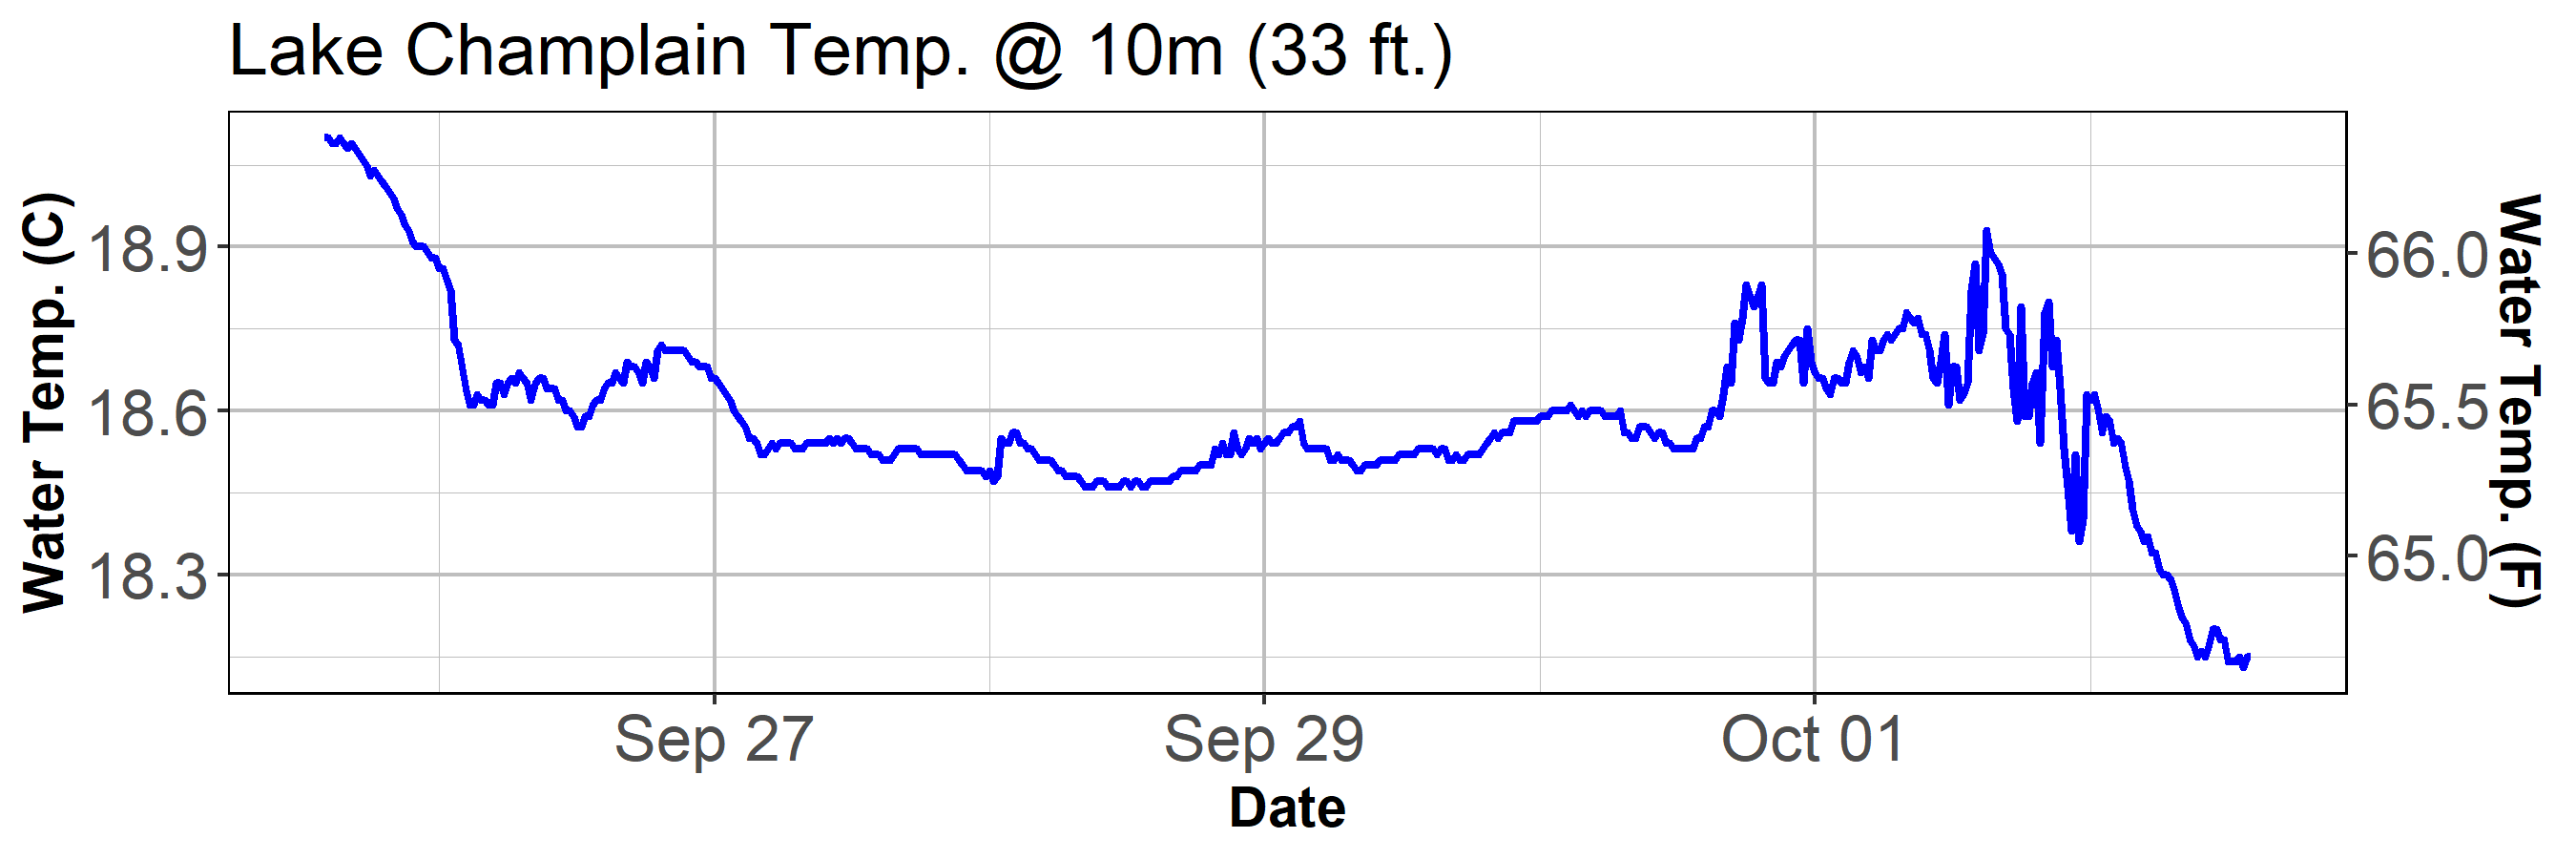 Lake Champlain Temp. @ 10m (33 ft.)
Water Temp. (C)
18.9
18.6
18.3
66.0
65.5
65.0
Water Temp. (F)
Sep 27
Sep 29
Oct 01
Date